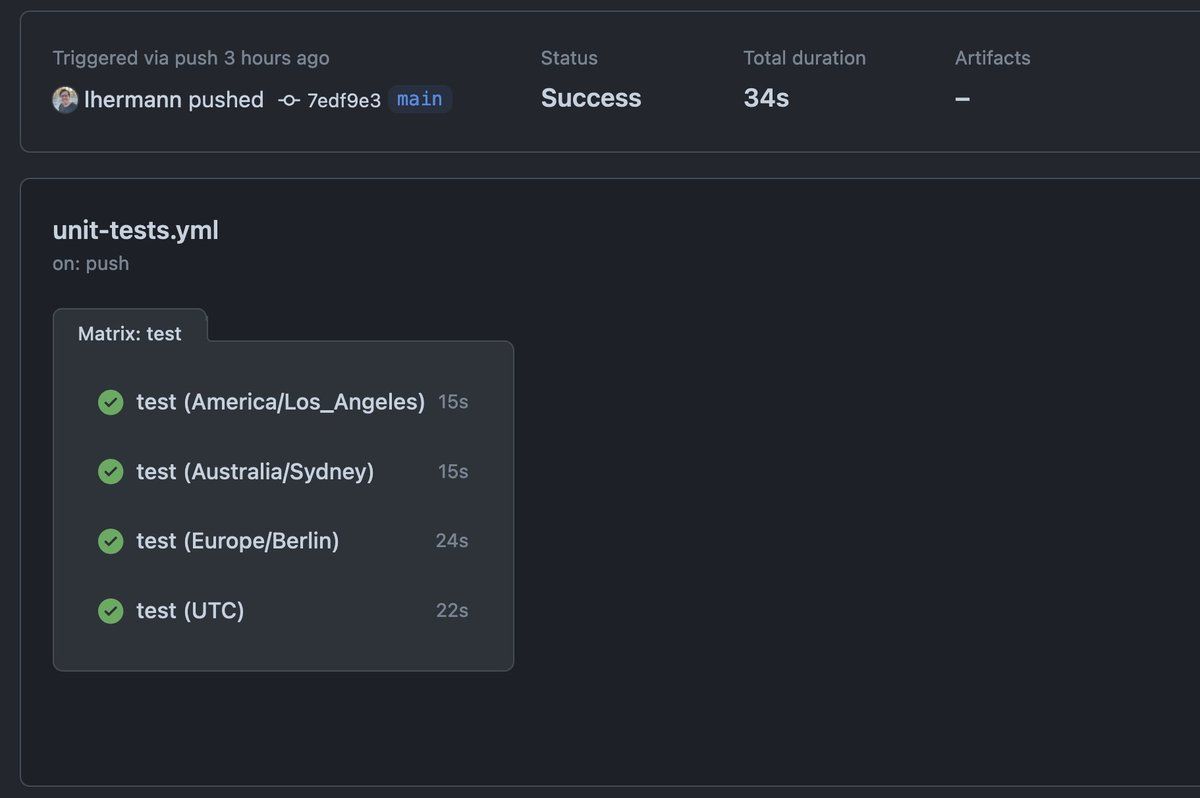 Triggered via push 3 hours ago
lhermann pushed 7edf9e3 main
Status
Success
Total duration
34s
Artifacts
–
unit-tests.yml
on: push
Matrix: test
test (America/Los_Angeles) 15s
test (Australia/Sydney) 15s
test (Europe/Berlin) 24s
test (UTC) 22s